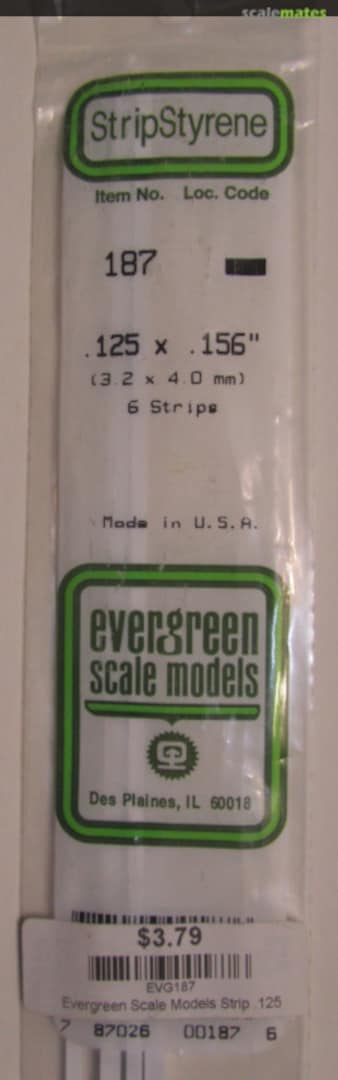 scalemates
StripStyrene
Item No. Loc. Code
187
.125 x .156"
(3.2 x 4.0 mm)
6 Strips
Made in U.S.A.
evergreen
scale models
Des Plaines, IL 60018
$3.79
EVG187
Evergreen Scale Models Strip .125
7 87026 00187 6